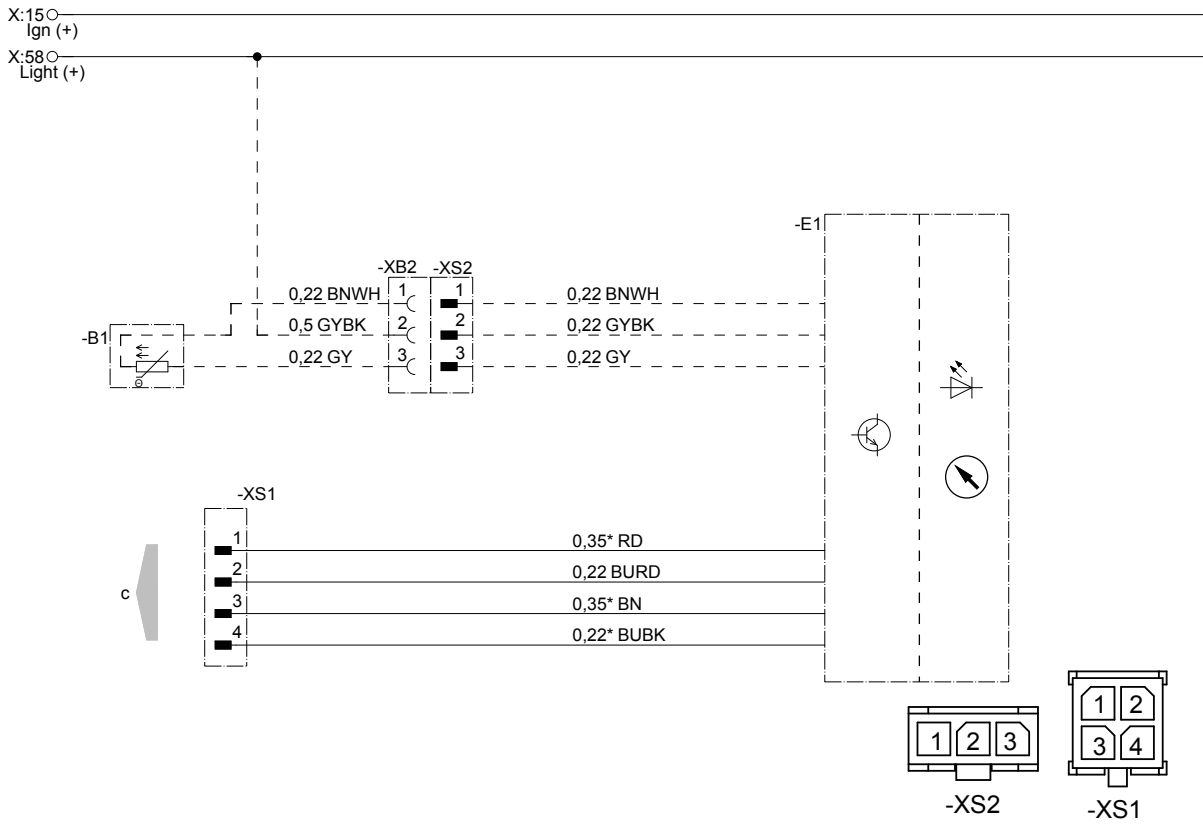 X:15
Ign (+)
X:58
Light (+)
-E1
-XB2 -XS2
0,22 BNWH 1 1 0,22 BNWH
0,5 GYBK 2 2 0,22 GYBK
-B1
0,22 GY 3 3 0,22 GY
-XS1
1 0,35* RD
2 0,22 BURD
c
3 0,35* BN
4 0,22* BUBK
1 2 3
-XS2
1 2
3 4
-XS1